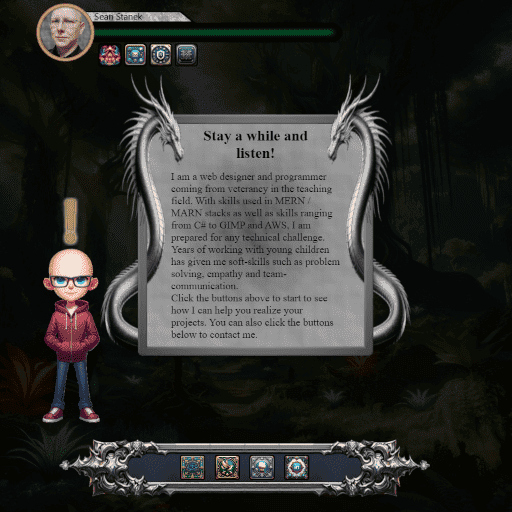 Sean Stanek
Stay a while and
listen!
I am a web designer and programmer
coming from veterancy in the teaching
field. With skills used in MERN /
MARN stacks as well as skills ranging
from C# to GIMP and AWS, I am
prepared for any technical challenge.
Years of working with young children
has given me soft-skills such as problem
solving, empathy and team-
communication.
Click the buttons above to start to see
how I can help you realize your
projects. You can also click the buttons
below to contact me.